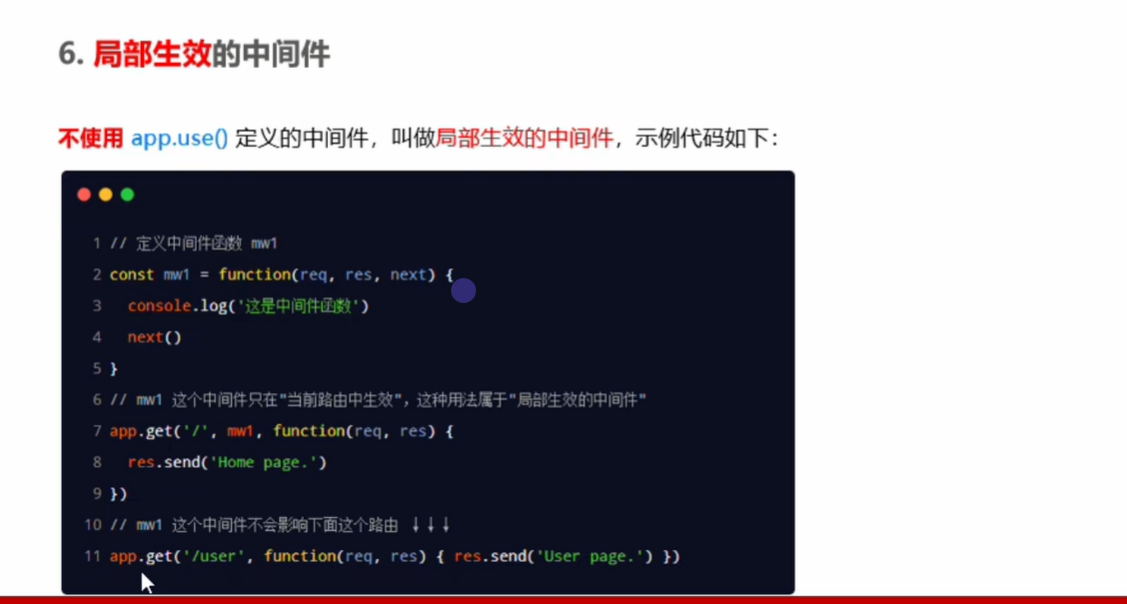 6. 局部生效的中间件
不使用 app.use() 定义的中间件，叫做局部生效的中间件，示例代码如下：
1 // 定义中间件函数 mw1
2 const mw1 = function(req, res, next) {
3   console.log('这是中间件函数')
4   next()
5 }
6 // mw1 这个中间件只在"当前路由中生效"，这种用法属于"局部生效的中间件"
7 app.get('/', mw1, function(req, res) {
8   res.send('Home page.')
9 })
10 // mw1 这个中间件不会影响下面这个路由 ↓↓↓
11 app.get('/user', function(req, res) { res.send('User page.') })